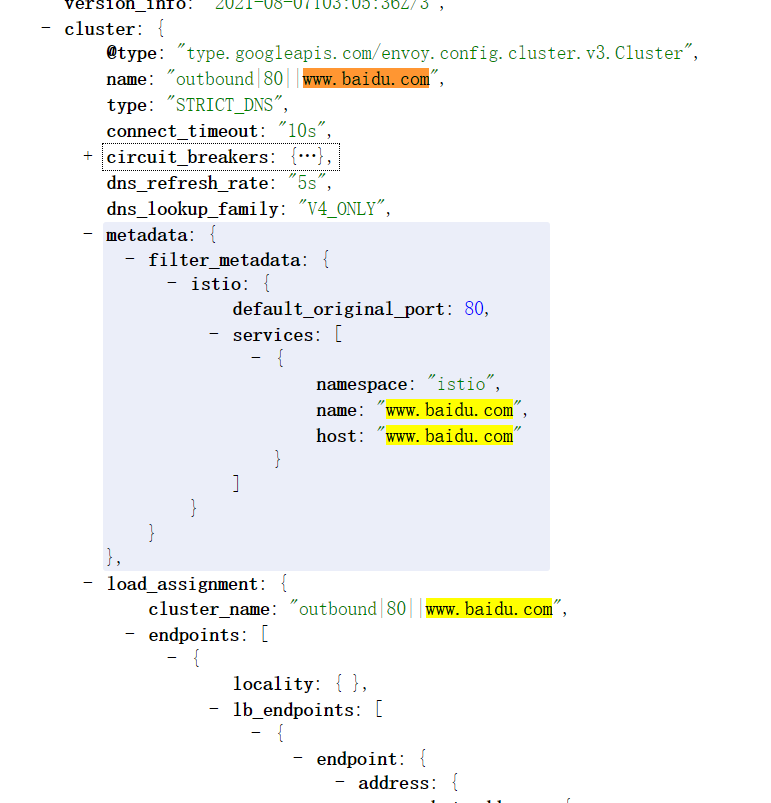 version_info: "2021-08-07T03:05:36Z/3",
- cluster: {
@type: "type.googleapis.com/envoy.config.cluster.v3.Cluster",
name: "outbound|80||www.baidu.com",
type: "STRICT_DNS",
connect_timeout: "10s",
+ circuit_breakers: {…},
dns_refresh_rate: "5s",
dns_lookup_family: "V4_ONLY",
- metadata: {
- filter_metadata: {
- istio: {
default_original_port: 80,
- services: [
- {
namespace: "istio",
name: "www.baidu.com",
host: "www.baidu.com"
}
]
}
}
},
- load_assignment: {
cluster_name: "outbound|80||www.baidu.com",
- endpoints: [
- {
locality: { },
- lb_endpoints: [
- {
- endpoint: {
- address: {